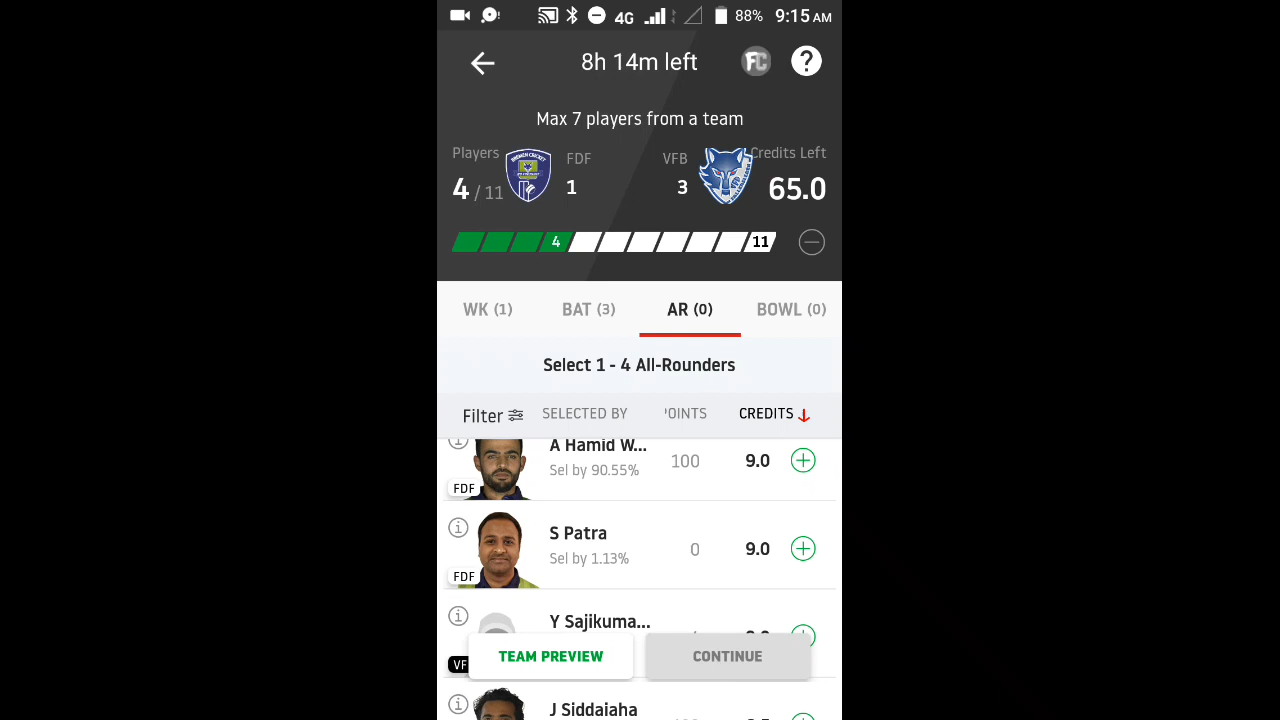 4G 88% 9:15 AM
8h 14m left FC ?
Max 7 players from a team
Players FDF VFB Credits Left
4 / 11 1 3 65.0
4 11
WK (1) BAT (3) AR (0) BOWL (0)
Select 1 - 4 All-Rounders
Filter SELECTED BY 'OINTS CREDITS
A Hamid W... 
Sel by 90.55% 100 9.0
FDF
S Patra
Sel by 1.13% 0 9.0
FDF
Y Sajikuma...
VF
TEAM PREVIEW CONTINUE
J Siddaiaha